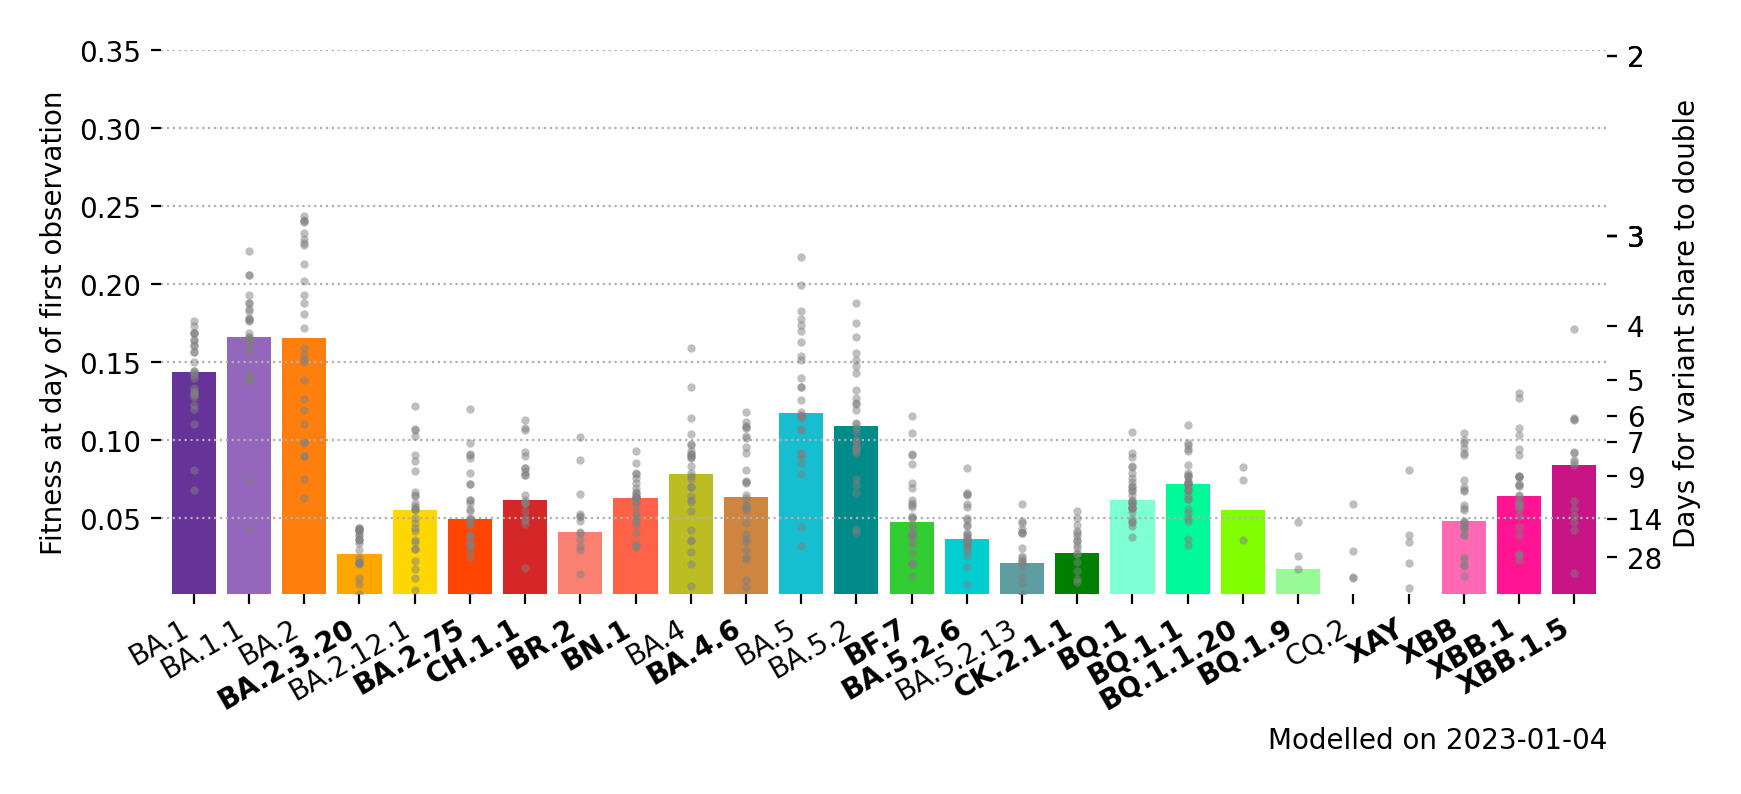 Fitness at day of first observation
0.35
0.30
0.25
0.20
0.15
0.10
0.05
2
3
4
5
6
7
9
14
28
Days for variant share to double
BA.1
BA.1.1
BA.2
BA.2.3.20
BA.2.12.1
BA.2.75
CH.1.1
BR.2
BN.1
BA.4
BA.4.6
BA.5
BA.5.2
BF.7
BA.5.2.6
BA.5.2.13
CK.2.1.1
BQ.1
BQ.1.1
BQ.1.1.20
BQ.1.9
CQ.2
XAY
XBB
XBB.1
XBB.1.5
Modelled on 2023-01-04